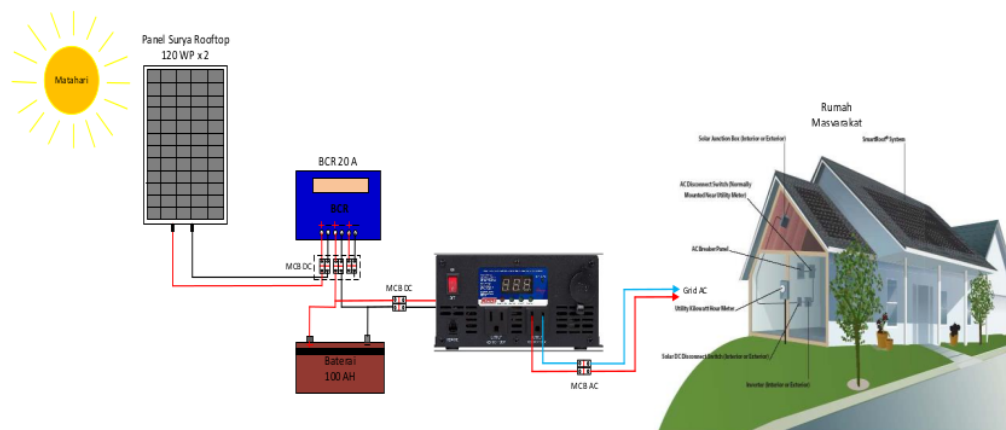 Matahari
Panel Surya Rooftop
120 WP x 2
BCR 20 A
BCR
MCB DC
MCB DC
Baterai
100 AH
888
MCB AC
Grid AC
Rumah
Masyarakat
Solar Junction Box (Interior or Exterior)
SmartRoof® System
AC Disconnect Switch (Normally
Mounted Near Utility Meter)
AC Breaker Panel
Utility Kilowatt Hour Meter
Solar DC Disconnect Switch (Interior or Exterior)
Inverter (Interior or Exterior)